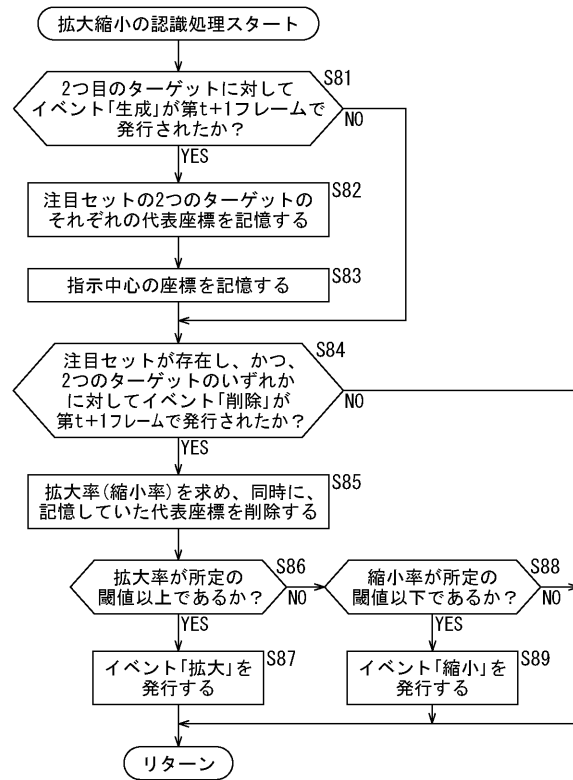 拡大縮小の認識処理スタート
S81
2つ目のターゲットに対して
イベント｢生成｣が第t+1フレームで
発行されたか?
NO
YES
S82
注目セットの2つのターゲットの
それぞれの代表座標を記憶する
S83
指示中心の座標を記憶する
S84
注目セットが存在し、かつ、
2つのターゲットのいずれか
に対してイベント｢削除｣が
第t+1フレームで発行されたか?
NO
YES
S85
拡大率(縮小率)を求め、同時に、
記憶していた代表座標を削除する
S86
拡大率が所定の
閾値以上であるか?
NO
YES
S88
縮小率が所定の
閾値以下であるか?
NO
YES
S87
イベント｢拡大｣を
発行する
S89
イベント｢縮小｣を
発行する
リターン